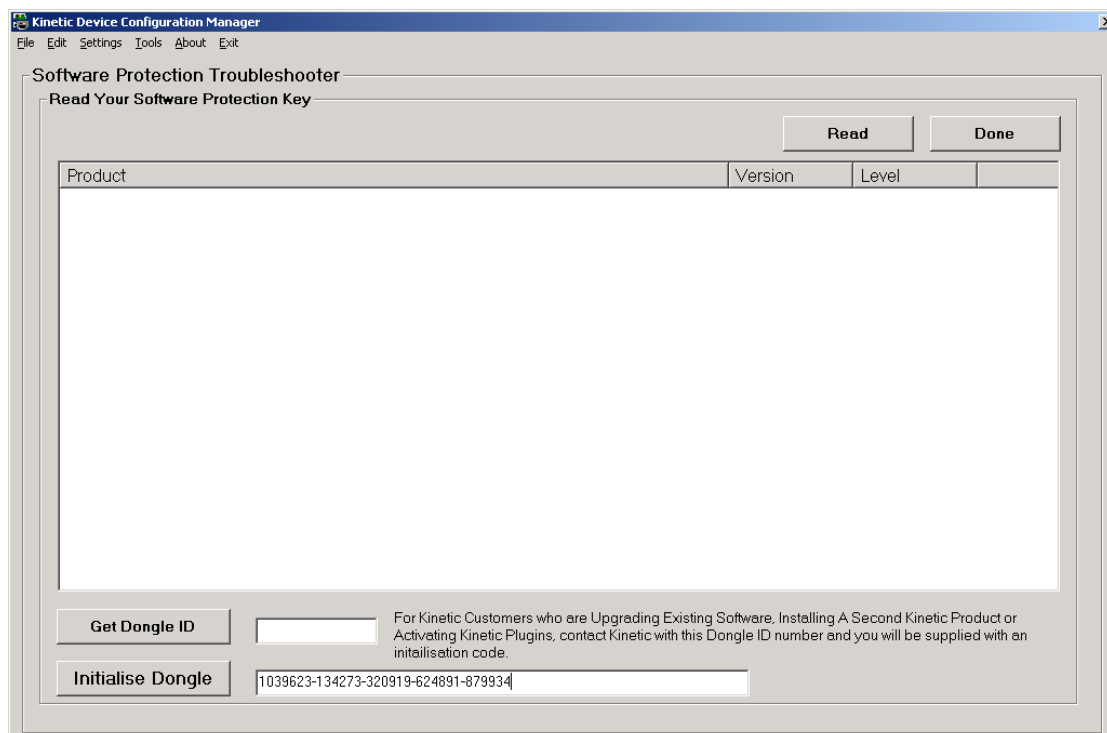 Kinetic Device Configuration Manager
File Edit Settings Tools About Exit
Software Protection Troubleshooter
Read Your Software Protection Key
Read Done
Product Version Level
Get Dongle ID
For Kinetic Customers who are Upgrading Existing Software, Installing A Second Kinetic Product or
Activating Kinetic Plugins, contact Kinetic with this Dongle ID number and you will be supplied with an
initailisation code.
Initialise Dongle 1039623-134273-320919-624891-879934